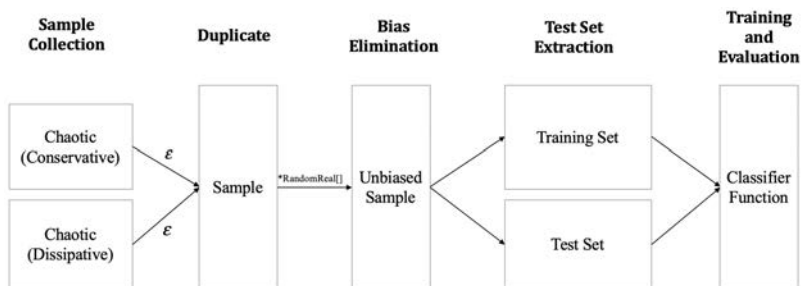 Sample
Collection
Duplicate
Bias
Elimination
Test Set
Extraction
Training
and
Evaluation
Chaotic
(Conservative)
ε
Chaotic
(Dissipative)
ε
Sample
*RandomReal[]
Unbiased
Sample
Training Set
Test Set
Classifier
Function